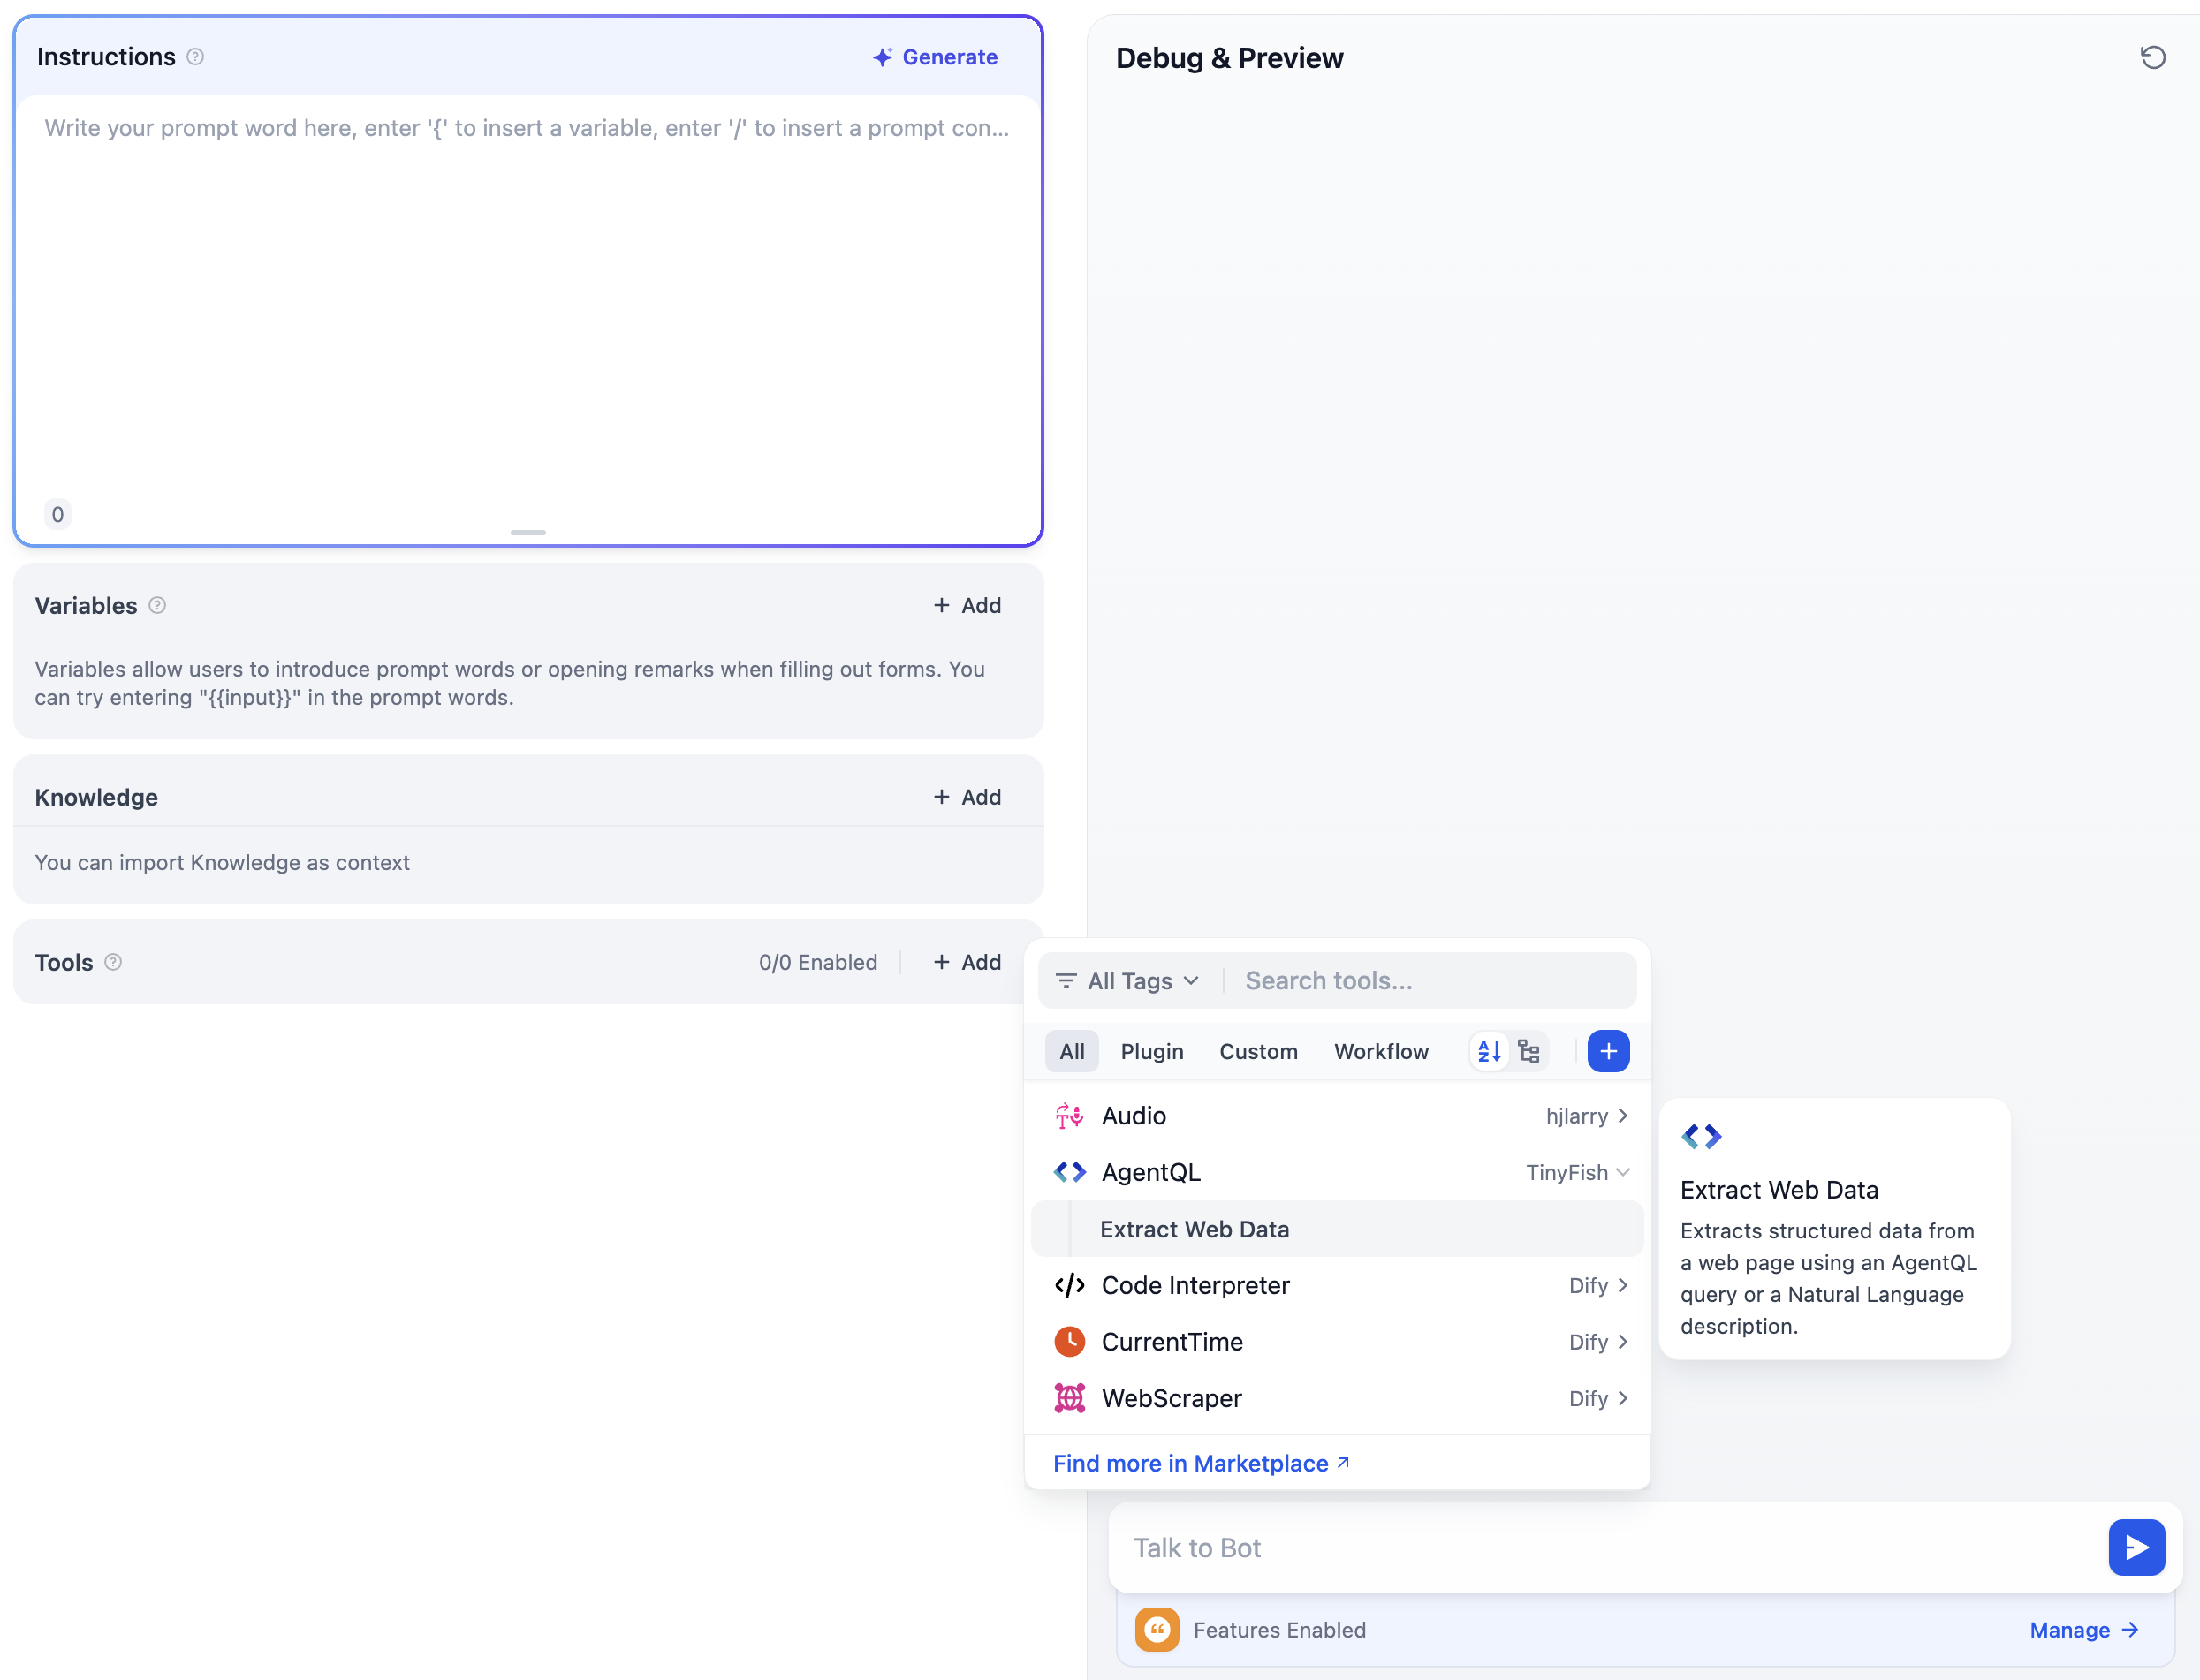 Instructions
Generate
Write your prompt word here, enter '{' to insert a variable, enter '/' to insert a prompt con...
0
Variables
+ Add
Variables allow users to introduce prompt words or opening remarks when filling out forms. You
can try entering "{{input}}" in the prompt words.
Knowledge
+ Add
You can import Knowledge as context
Tools
0/0 Enabled
+ Add
Debug & Preview
All Tags
Search tools...
All
Plugin
Custom
Workflow
Audio
hjlarry
AgentQL
TinyFish
Extract Web Data
Code Interpreter
Dify
CurrentTime
Dify
WebScraper
Dify
Find more in Marketplace
Extract Web Data
Extracts structured data from
a web page using an AgentQL
query or a Natural Language
description.
Talk to Bot
Features Enabled
Manage